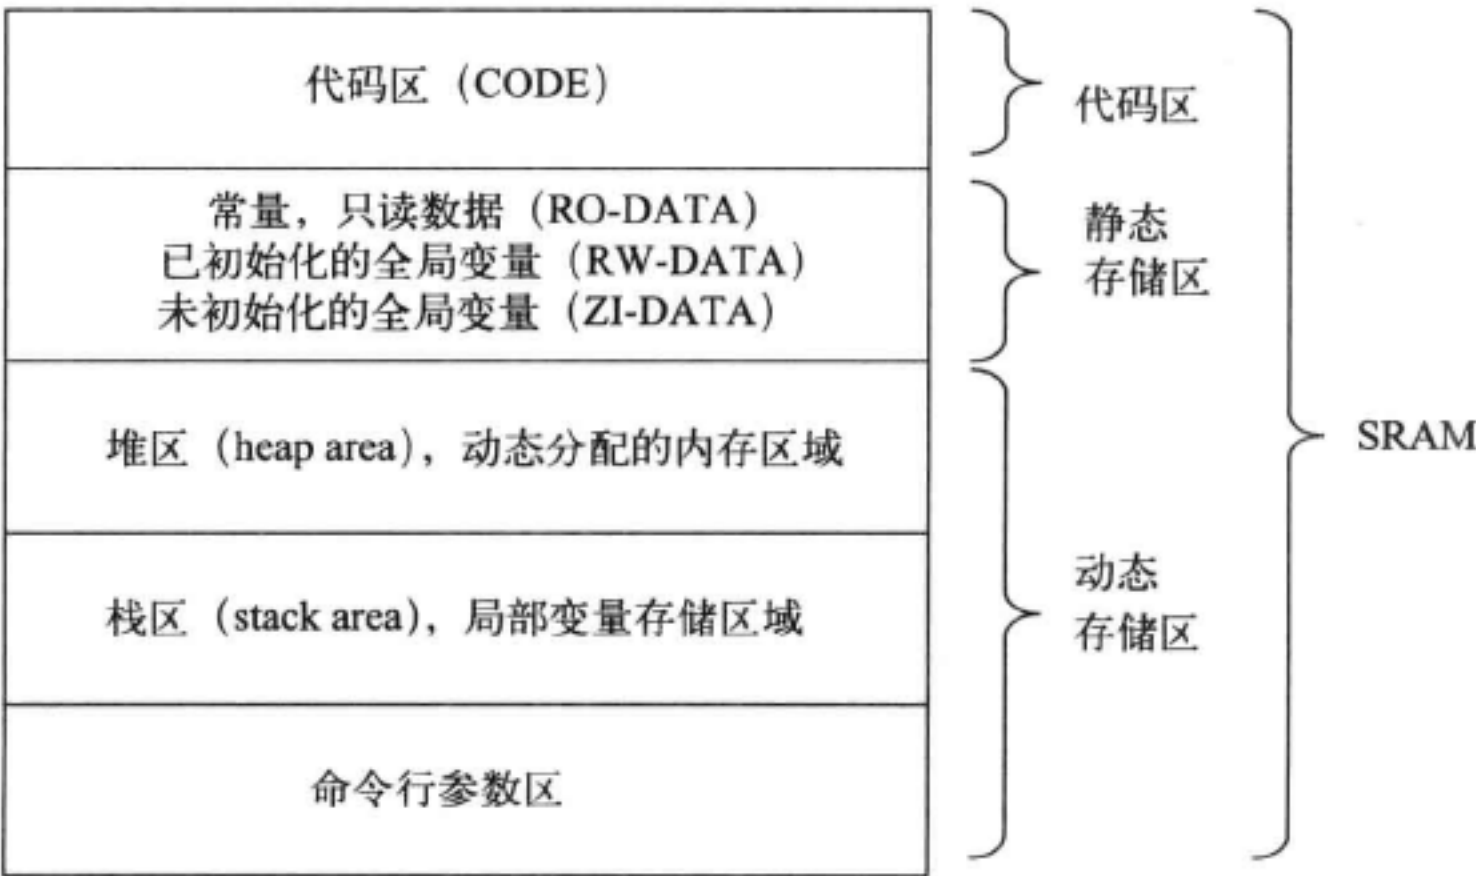 代码区（CODE）
代码区
常量，只读数据（RO-DATA）
已初始化的全局变量（RW-DATA）
未初始化的全局变量（ZI-DATA）
静态
存储区
堆区（heap area），动态分配的内存区域
SRAM
栈区（stack area），局部变量存储区域
动态
存储区
命令行参数区